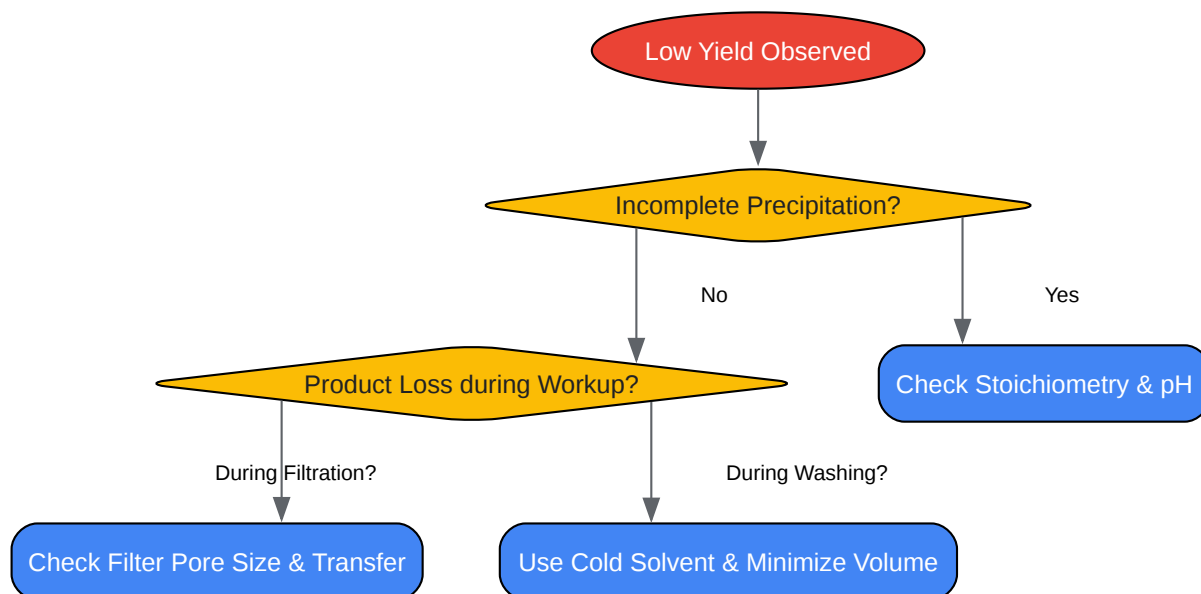 Low Yield Observed
Incomplete Precipitation?
No
Yes
Product Loss during Workup?
Check Stoichiometry & pH
During Filtration?
During Washing?
Check Filter Pore Size & Transfer
Use Cold Solvent & Minimize Volume